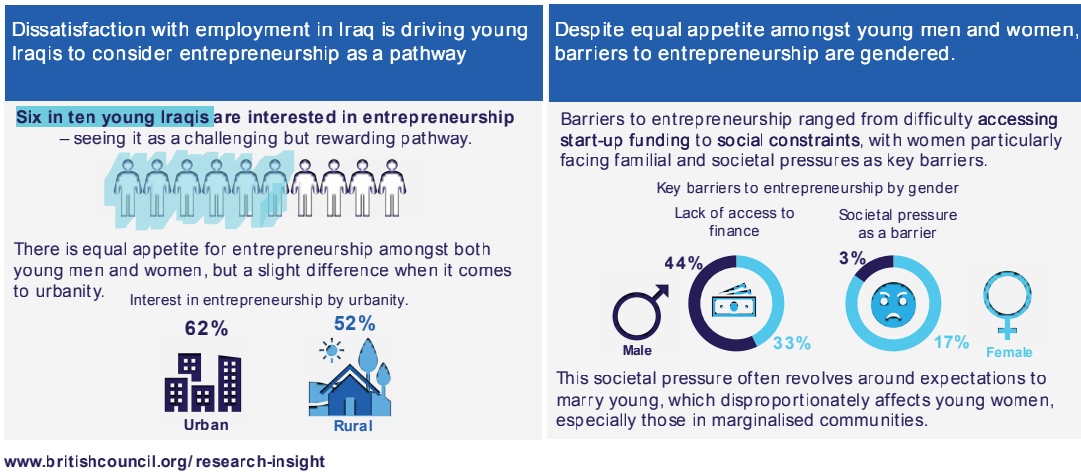 Dissatisfaction with employment in Iraq is driving young
Iraqis to consider entrepreneurship as a pathway
Six in ten young Iraqis are interested in entrepreneurship
– seeing it as a challenging but rewarding pathway.
There is equal appetite for entrepreneurship amongst both
young men and women, but a slight difference when it comes
to urbanity.
Interest in entrepreneurship by urbanity.
62%
52%
Urban
Rural
Despite equal appetite amongst young men and women,
barriers to entrepreneurship are gendered.
Barriers to entrepreneurship ranged from difficulty accessing
start-up funding to social constraints, with women particularly
facing familial and societal pressures as key barriers.
Key barriers to entrepreneurship by gender
Lack of access to
finance
Societal pressure
as a barrier
44%
3%
33%
17%
Male
Female
This societal pressure often revolves around expectations to
marry young, which disproportionately affects young women,
especially those in marginalised communities.
www.britishcouncil.org/research-insight